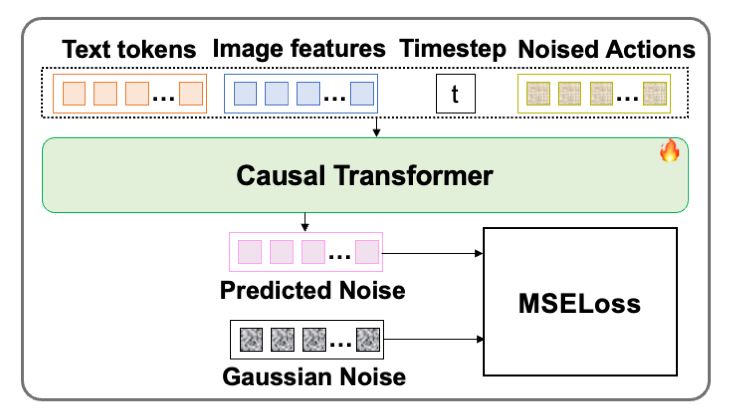 Text tokens Image features Timestep Noised Actions
... ... t ...
Causal Transformer
...
Predicted Noise
MSELoss
...
Gaussian Noise